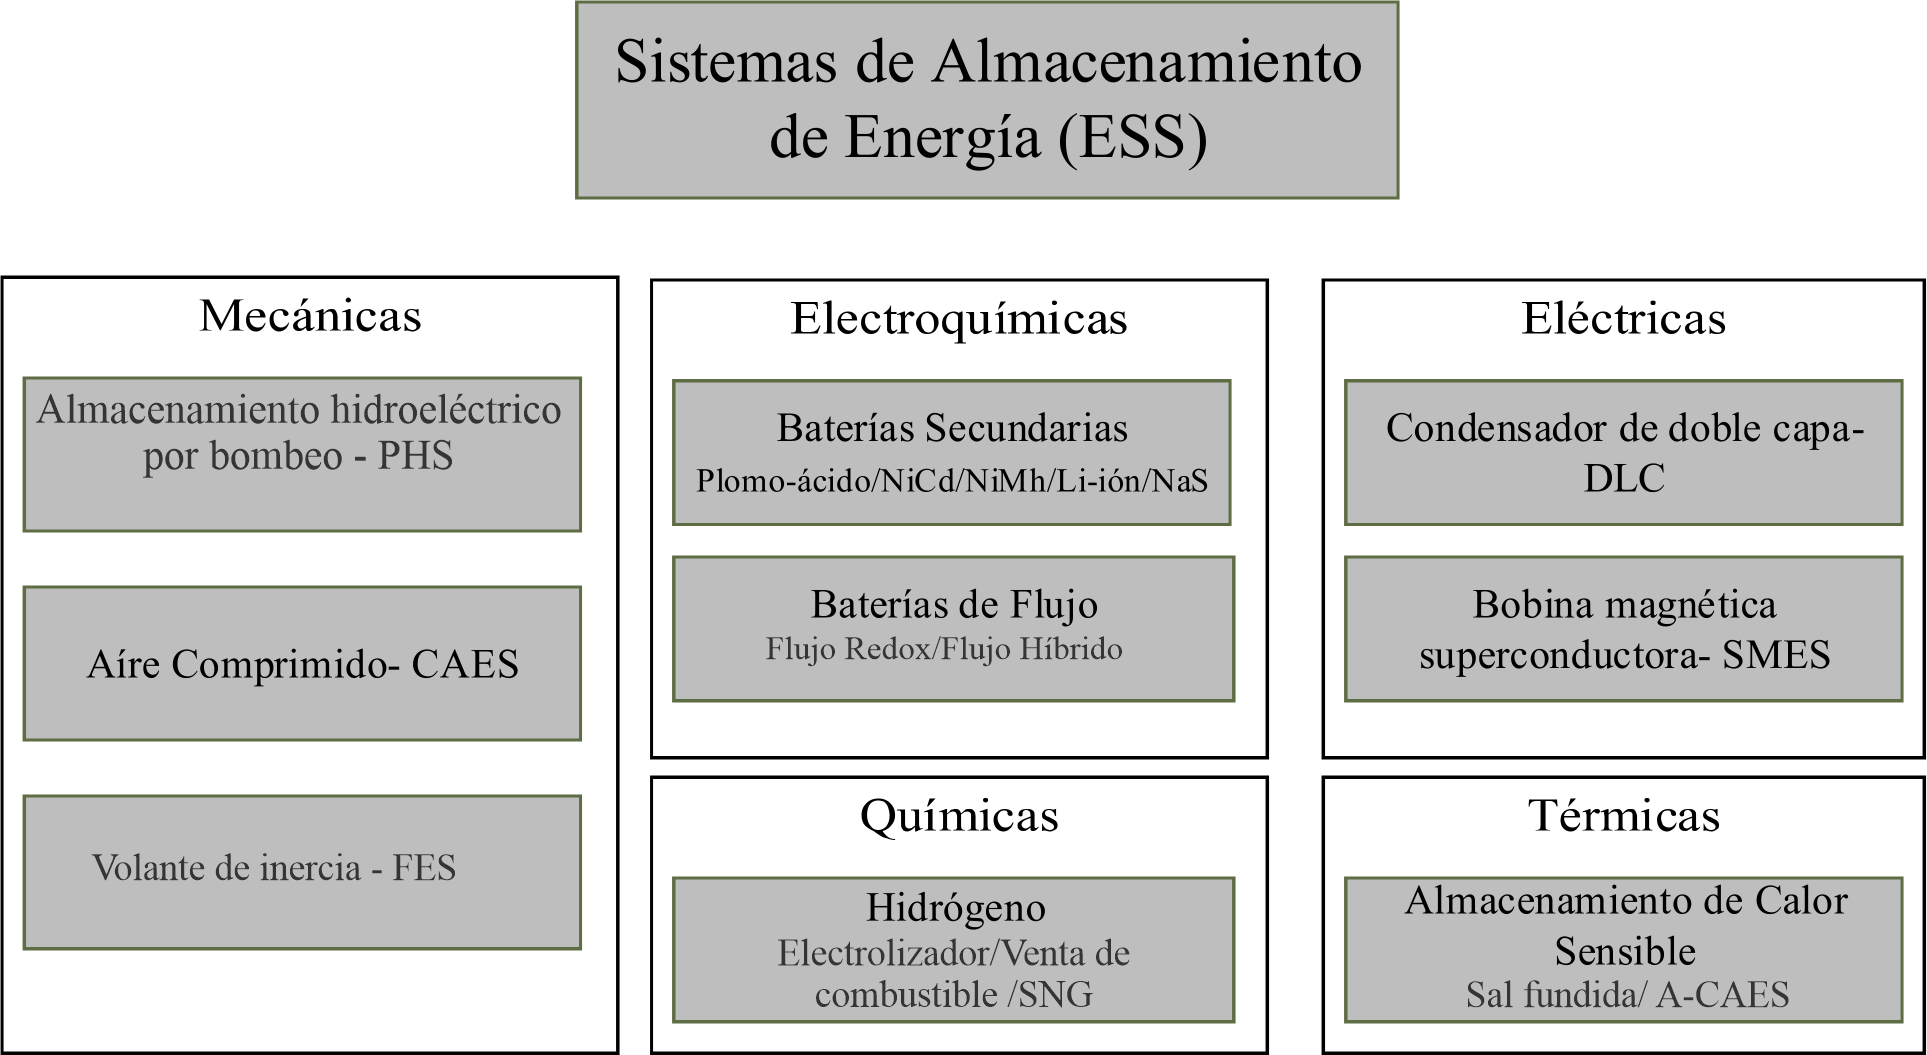 Sistemas de Almacenamiento
de Energía (ESS)
Mecánicas
Almacenamiento hidroeléctrico
por bombeo - PHS
Aíre Comprimido- CAES
Volante de inercia - FES
Electroquímicas
Baterías Secundarias
Plomo-ácido/NiCd/NiMh/Li-ión/NaS
Baterías de Flujo
Flujo Redox/Flujo Híbrido
Eléctricas
Condensador de doble capa-
DLC
Bobina magnética
superconductora- SMES
Químicas
Hidrógeno
Electrolizador/Venta de
combustible /SNG
Térmicas
Almacenamiento de Calor
Sensible
Sal fundida/ A-CAES